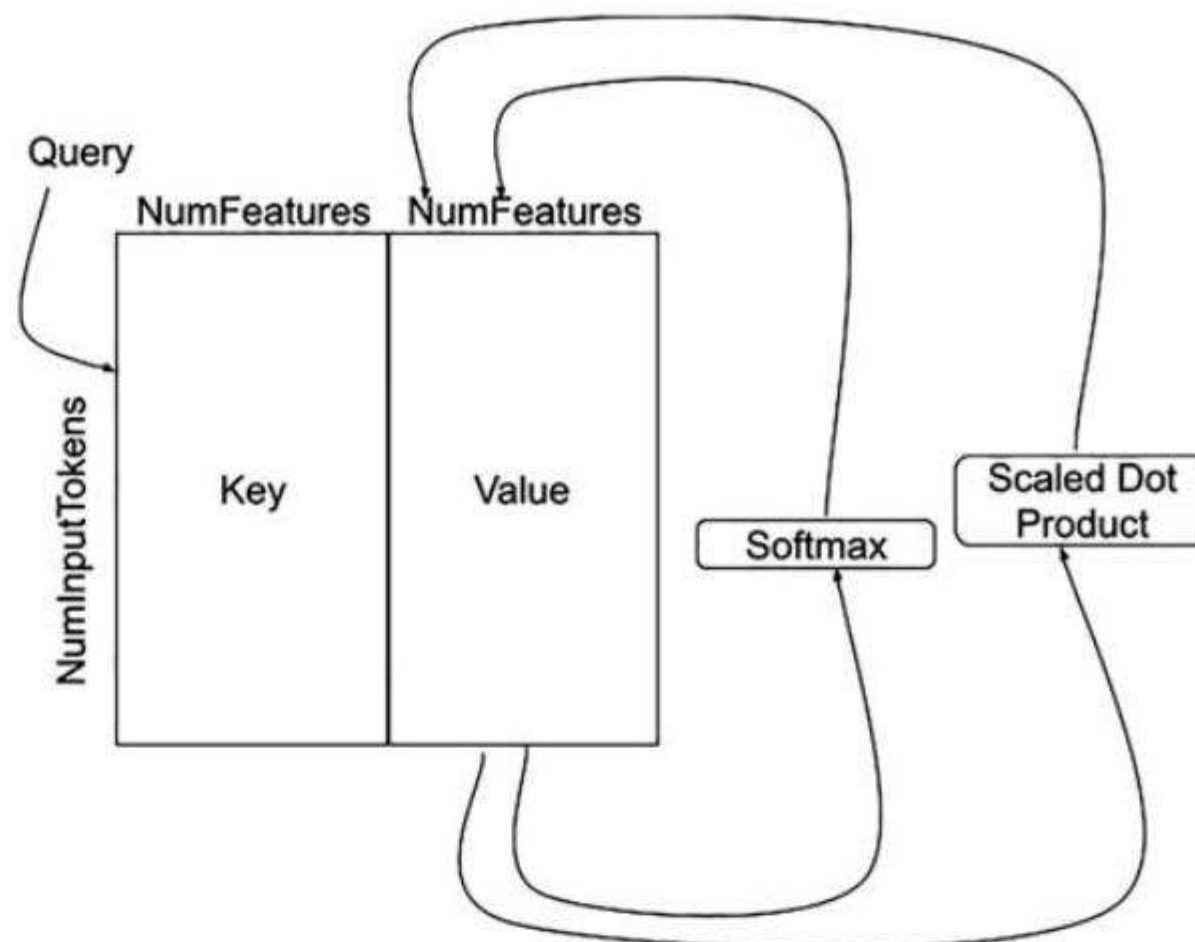 Query
NumFeatures
NumFeatures
NumInputTokens
Key
Value
Softmax
Scaled Dot
Product